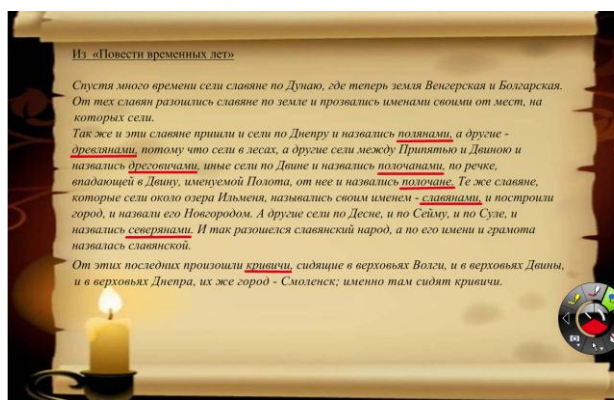 Из «Повести временных лет»
Спустя много времени сели славяне по Дунаю, где теперь земля Венгерская и Болгарская.
От тех славян разошлись славяне по земле и прозвались именами своими от мест, на
которых сели.
Так же и эти славяне пришли и сели по Днепру и назвались полянами, а другие -
древлянами, потому что сели в лесах, а другие сели между Припятью и Двиною и
назвались дреговичами, иные сели по Двине и назвались полочанами, по речке,
впадающей в Двину, именуемой Полота, от нее и назвались полочане. Те же славяне,
которые сели около озера Ильменя, назывались своим именем - славянами, и построили
город, и назвали его Новгородом. А другие сели по Десне, и по Сейму, и по Суле, и
назвались северянами. И так разошелся славянский народ, а по его имени и грамота
назвалась славянской.
От этих последних произошли кривичи, сидящие в верховьях Волги, и в верховьях Двины,
и в верховьях Днепра, их же город - Смоленск; именно там сидят кривичи.